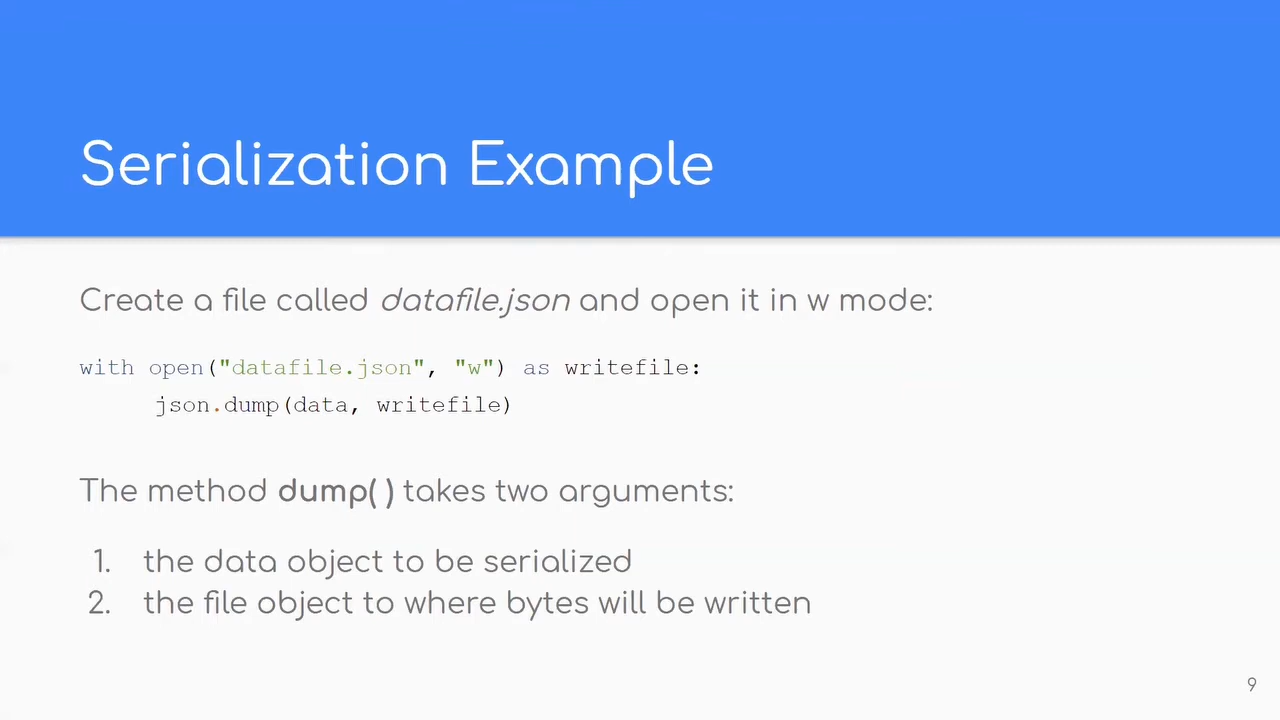 Serialization Example
Create a file called datafile.json and open it in w mode:
with open("datafile.json", "w") as writefile:
json.dump(data, writefile)
The method dump( ) takes two arguments:
1. the data object to be serialized
2. the file object to where bytes will be written
9